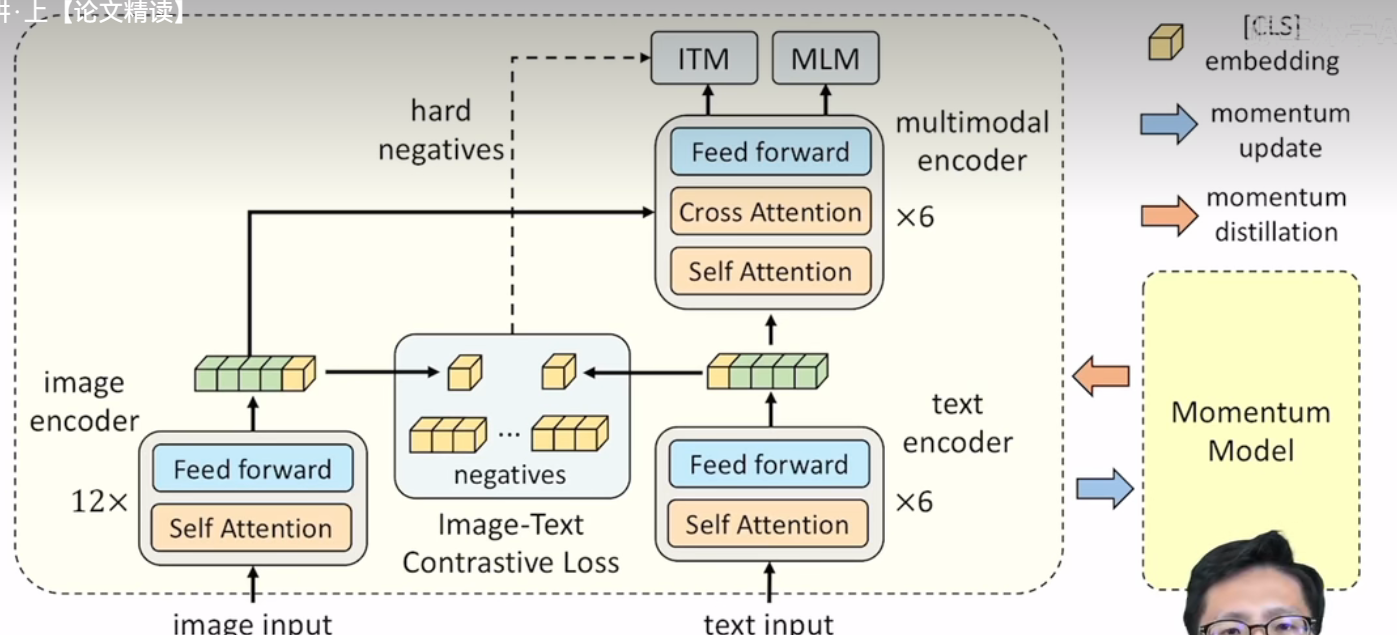 上【论文精读】
ITM
MLM
[CLS]
embedding
hard
negatives
Feed forward
Cross Attention
Self Attention
multimodal
encoder
×6
momentum
update
momentum
distillation
image
encoder
12×
Feed forward
Self Attention
...
negatives
Image-Text
Contrastive Loss
text
encoder
Feed forward
Self Attention
×6
Momentum
Model
image input
text input